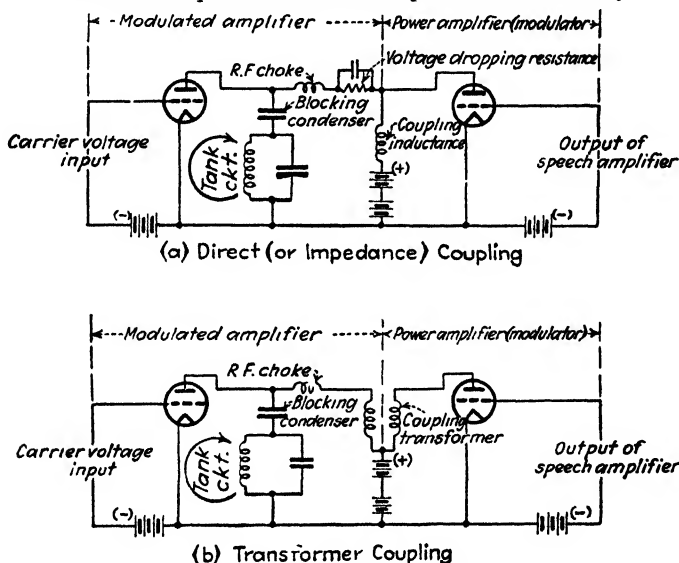 Modulated amplifier
Power amplifier (modulator)
Voltage dropping resistance
R.F. choke
Blocking condenser
Coupling inductance
Carrier voltage input
Tank ckt.
(+)
Output of speech amplifier
(-)
(-)
(a) Direct (or Impedance) Coupling
Modulated amplifier
Power amplifier (modulator)
R.F. choke
Blocking condenser
Coupling transformer
Carrier voltage input
Tank ckt.
(+)
Output of speech amplifier
(-)
(-)
(b) Transformer Coupling